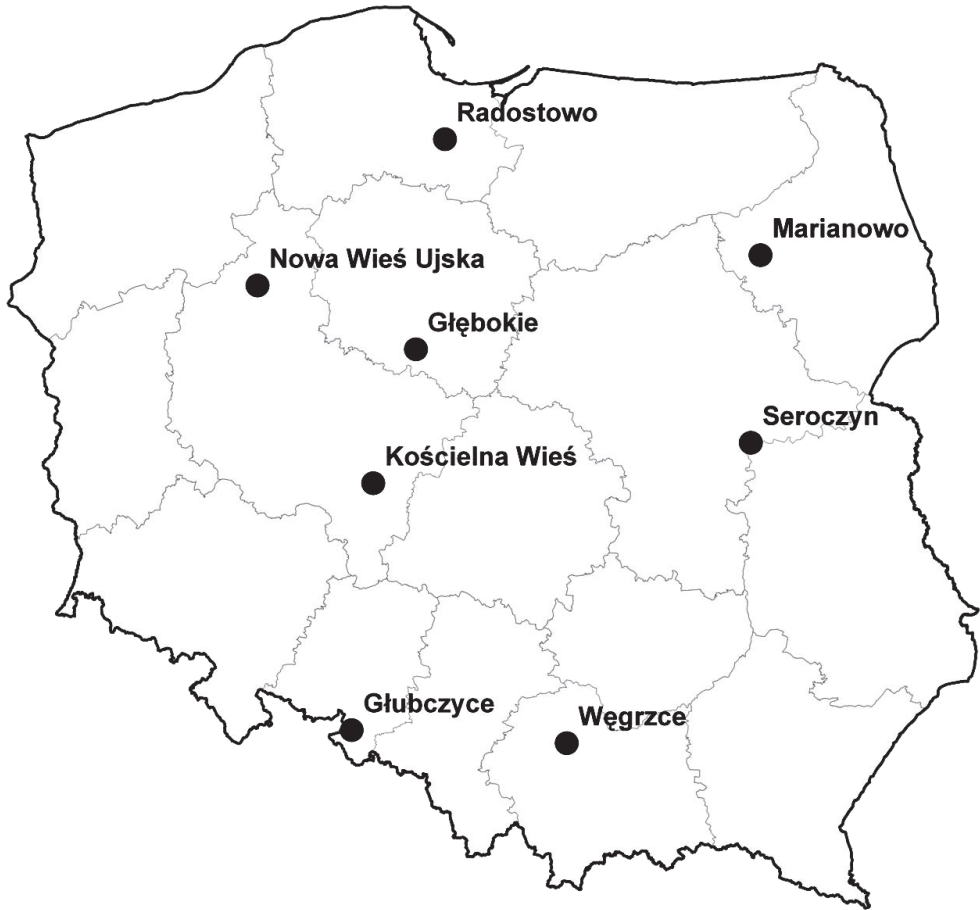 Radostowo
Marianowo
Nowa Wieś Ujska
Głębokie
Seroczyn
Kościelna Wieś
Głubczyce
Węgrzce